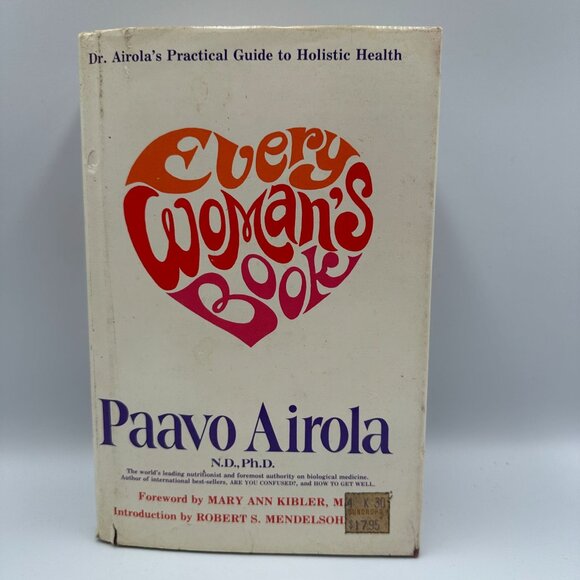 Dr. Airola's Practical Guide to Holistic Health
Every
Woman's
Book
Paavo Airola
N.D., Ph.D.
The world's leading nutritionist and foremost authority on biological medicine.
Author of international best-sellers, ARE YOU CONFUSED?, and HOW TO GET WELL.
Foreword by MARY ANN KIBLER, M
Introduction by ROBERT S. MENDELSOH
K 30
$17.95